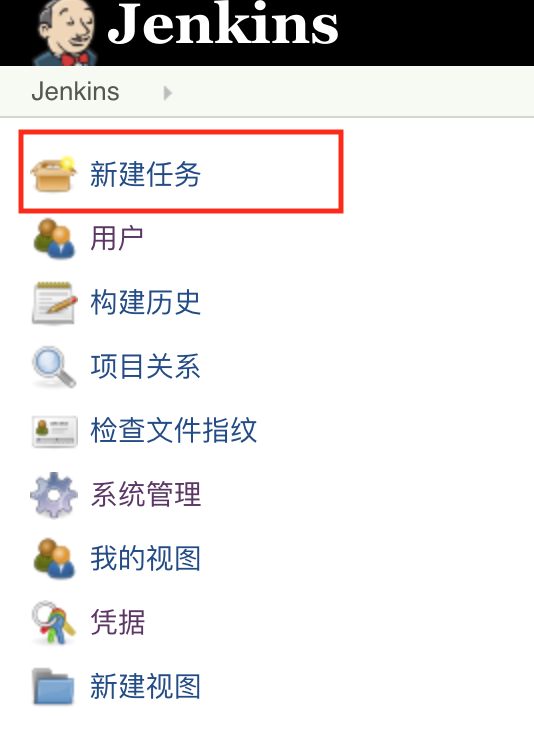 Jenkins
Jenkins
新建任务
用户
构建历史
项目关系
检查文件指纹
系统管理
我的视图
凭据
新建视图